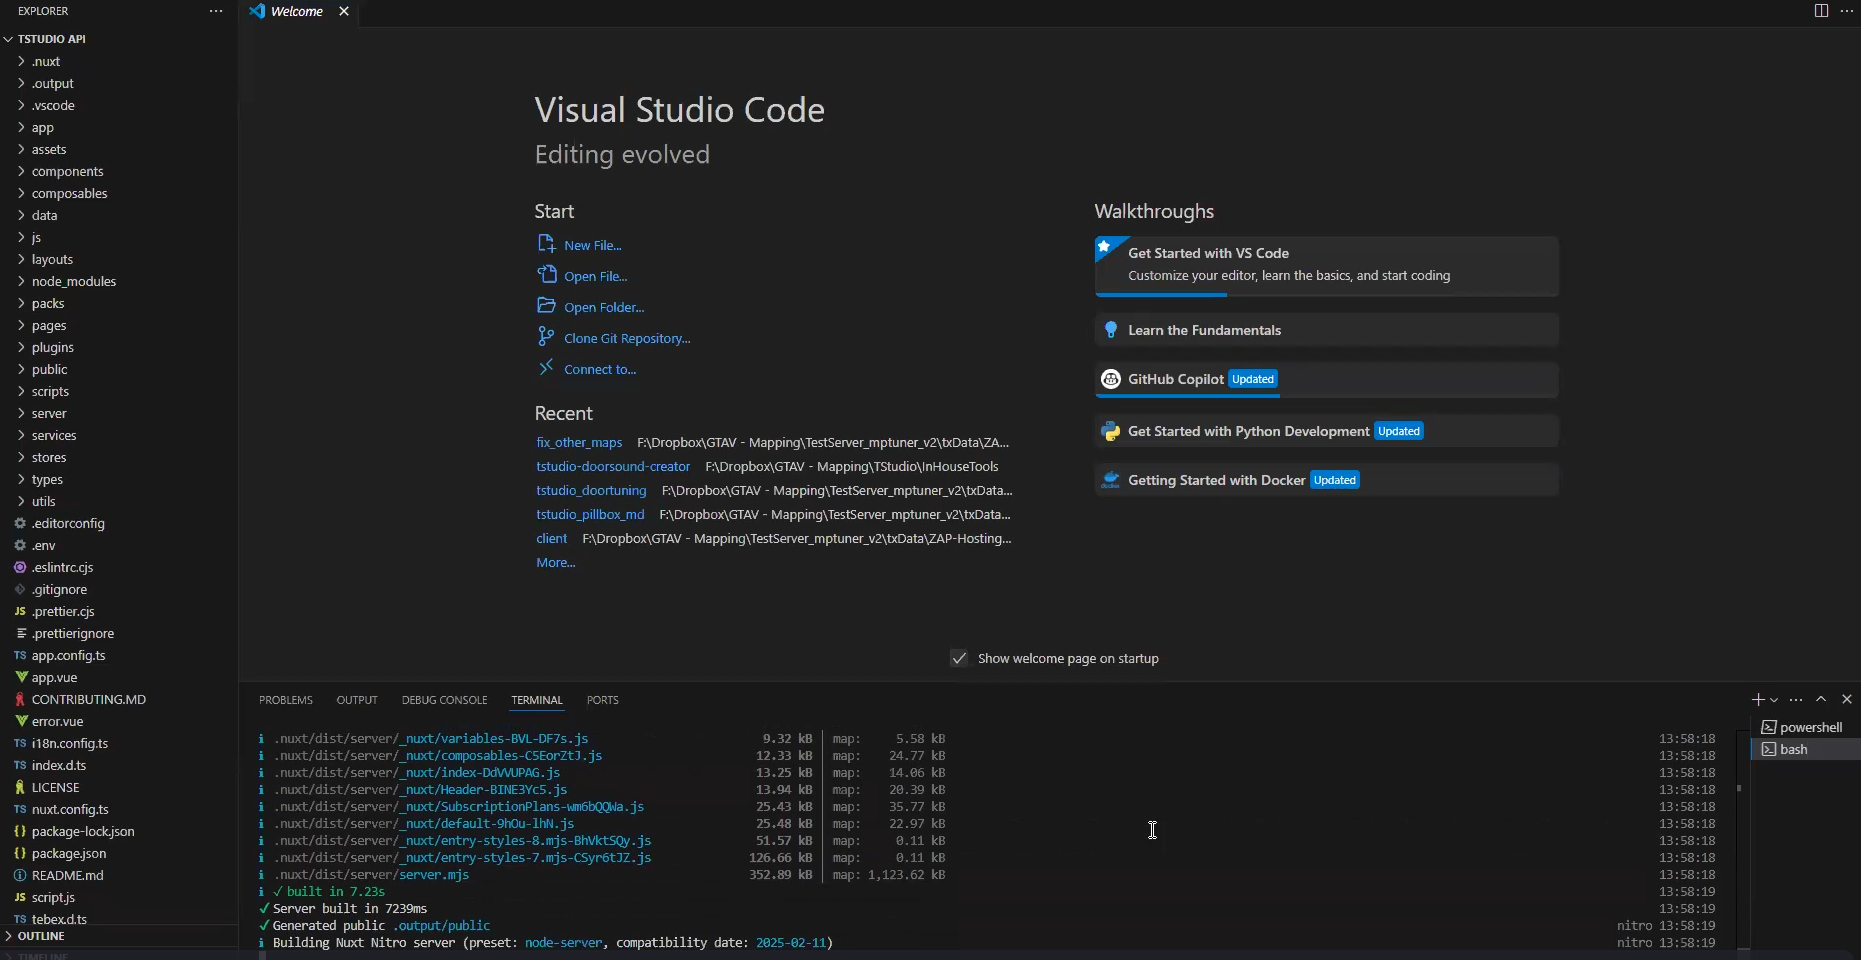 EXPLORER
Welcome
TSTUDIO API
.nuxt
.output
.vscode
app
assets
components
composables
data
js
layouts
node_modules
packs
pages
plugins
public
scripts
server
services
stores
types
utils
.editorconfig
.env
.eslintrc.cjs
.gitignore
JS .prettier.cjs
.prettierignore
TS app.config.ts
app.vue
CONTRIBUTING.MD
error.vue
TS i18n.config.ts
TS index.d.ts
LICENSE
TS nuxt.config.ts
{} package-lock.json
{} package.json
README.md
JS script.js
TS tebex.d.ts
OUTLINE
TIMELINE
Visual Studio Code
Editing evolved
Start
New File...
Open File...
Open Folder...
Clone Git Repository...
Connect to...
Recent
fix_other_maps F:\Dropbox\GTAV - Mapping\TestServer_mptuner_v2\txData\ZA...
tstudio-doorsound-creator F:\Dropbox\GTAV - Mapping\TStudio\InHouseTools
tstudio_doortuning F:\Dropbox\GTAV - Mapping\TestServer_mptuner_v2\txData...
tstudio_pillbox_md F:\Dropbox\GTAV - Mapping\TestServer_mptuner_v2\txData...
client F:\Dropbox\GTAV - Mapping\TestServer_mptuner_v2\txData\ZAP-Hosting...
More...
Walkthroughs
Get Started with VS Code
Customize your editor, learn the basics, and start coding
Learn the Fundamentals
GitHub Copilot Updated
Get Started with Python Development Updated
Getting Started with Docker Updated
Show welcome page on startup
PROBLEMS OUTPUT DEBUG CONSOLE TERMINAL PORTS
i .nuxt/dist/server/_nuxt/variables-BVL-DF7s.js 9.32 kB │ map: 5.58 kB 13:58:18
i .nuxt/dist/server/_nuxt/composables-C5EorZtJ.js 12.33 kB │ map: 24.77 kB 13:58:18
i .nuxt/dist/server/_nuxt/index-DdVVUPAG.js 13.25 kB │ map: 14.06 kB 13:58:18
i .nuxt/dist/server/_nuxt/Header-BINE3Yc5.js 13.94 kB │ map: 20.39 kB 13:58:18
i .nuxt/dist/server/_nuxt/SubscriptionPlans-wm6bQQWa.js 25.43 kB │ map: 35.77 kB 13:58:18
i .nuxt/dist/server/_nuxt/default-9hOu-lhN.js 25.48 kB │ map: 22.97 kB 13:58:18
i .nuxt/dist/server/_nuxt/entry-styles-8.mjs-BhVktSQy.js 51.57 kB │ map: 0.11 kB 13:58:18
i .nuxt/dist/server/_nuxt/entry-styles-7.mjs-CSyr6tJZ.js 126.66 kB │ map: 0.11 kB 13:58:18
i .nuxt/dist/server/server.mjs 352.89 kB │ map: 1,123.62 kB 13:58:18
i ✓ built in 7.23s 13:58:19
✓ Server built in 7239ms 13:58:19
✓ Generated public .output/public nitro 13:58:19
i Building Nuxt Nitro server (preset: node-server, compatibility date: 2025-02-11) nitro 13:58:19
powershell
bash